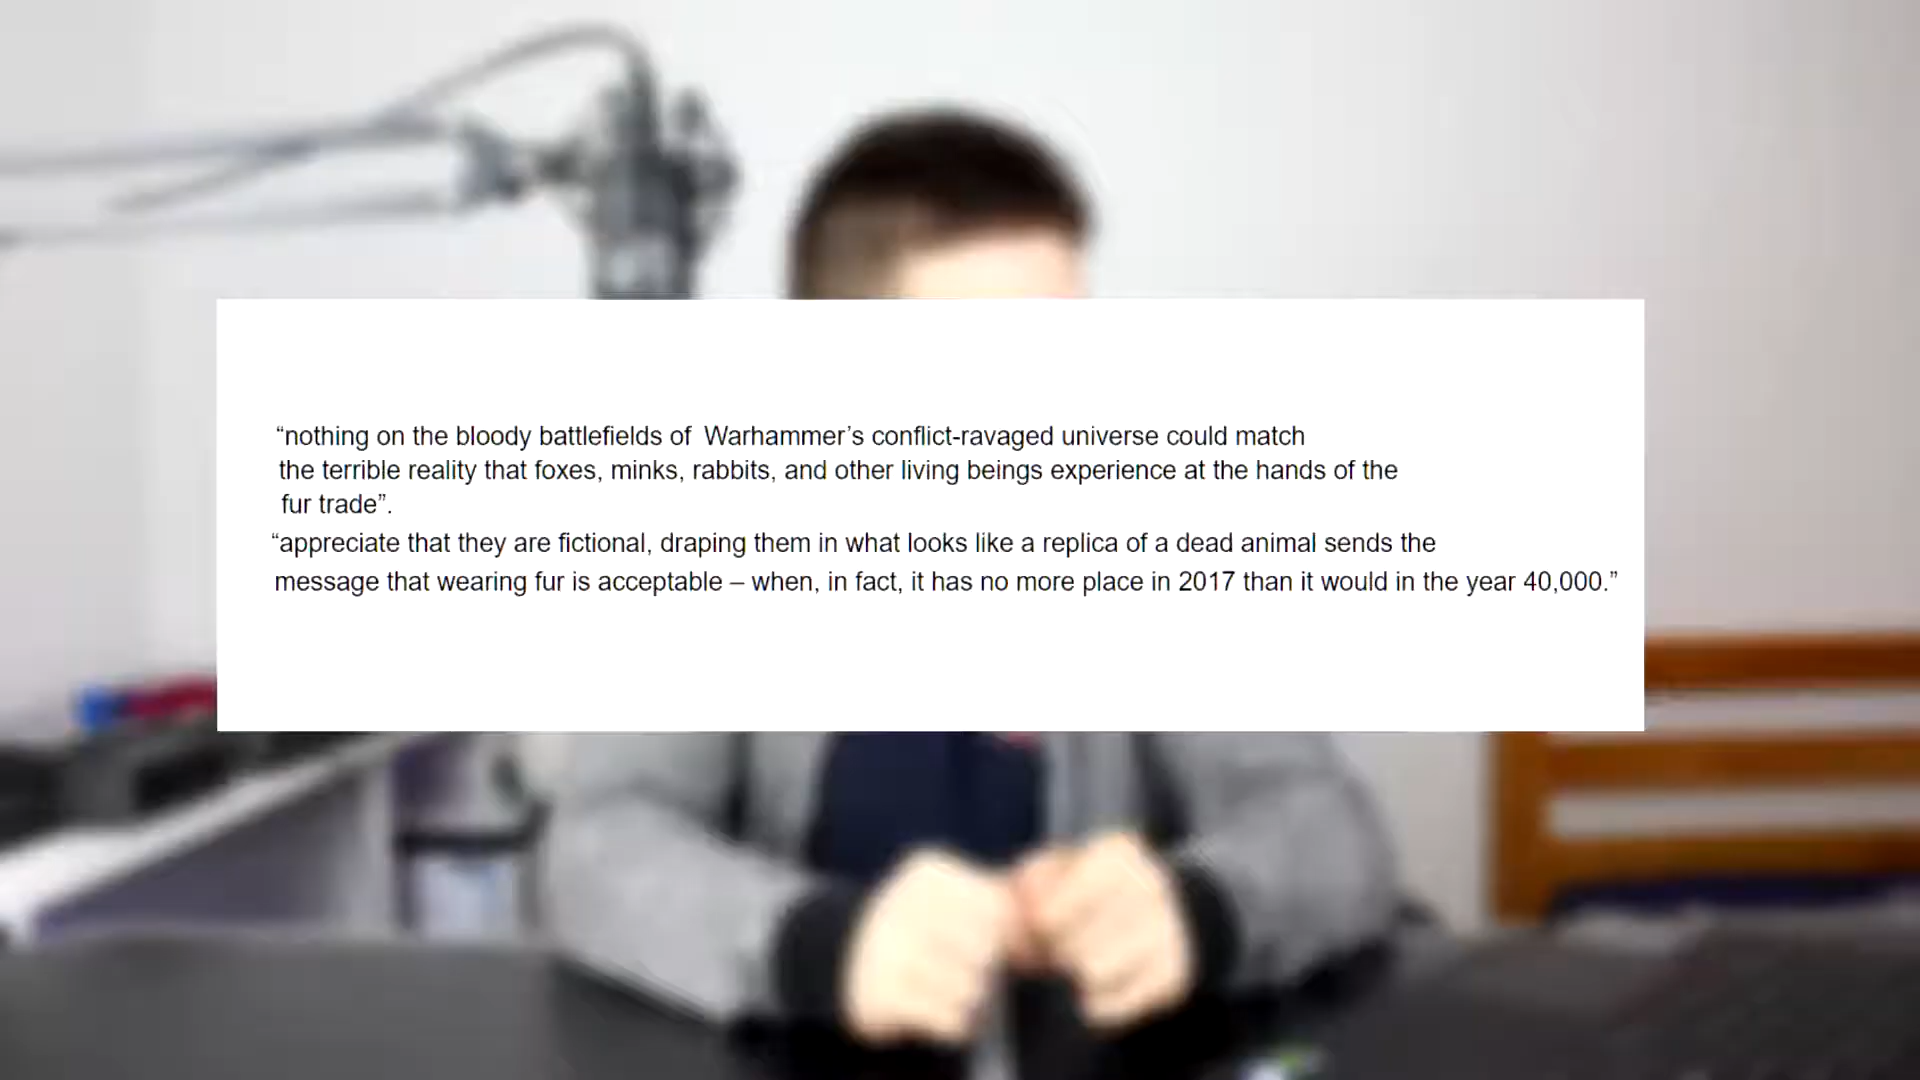 “nothing on the bloody battlefields of Warhammer’s conflict-ravaged universe could match
the terrible reality that foxes, minks, rabbits, and other living beings experience at the hands of the
fur trade”.
“appreciate that they are fictional, draping them in what looks like a replica of a dead animal sends the
message that wearing fur is acceptable – when, in fact, it has no more place in 2017 than it would in the year 40,000.”